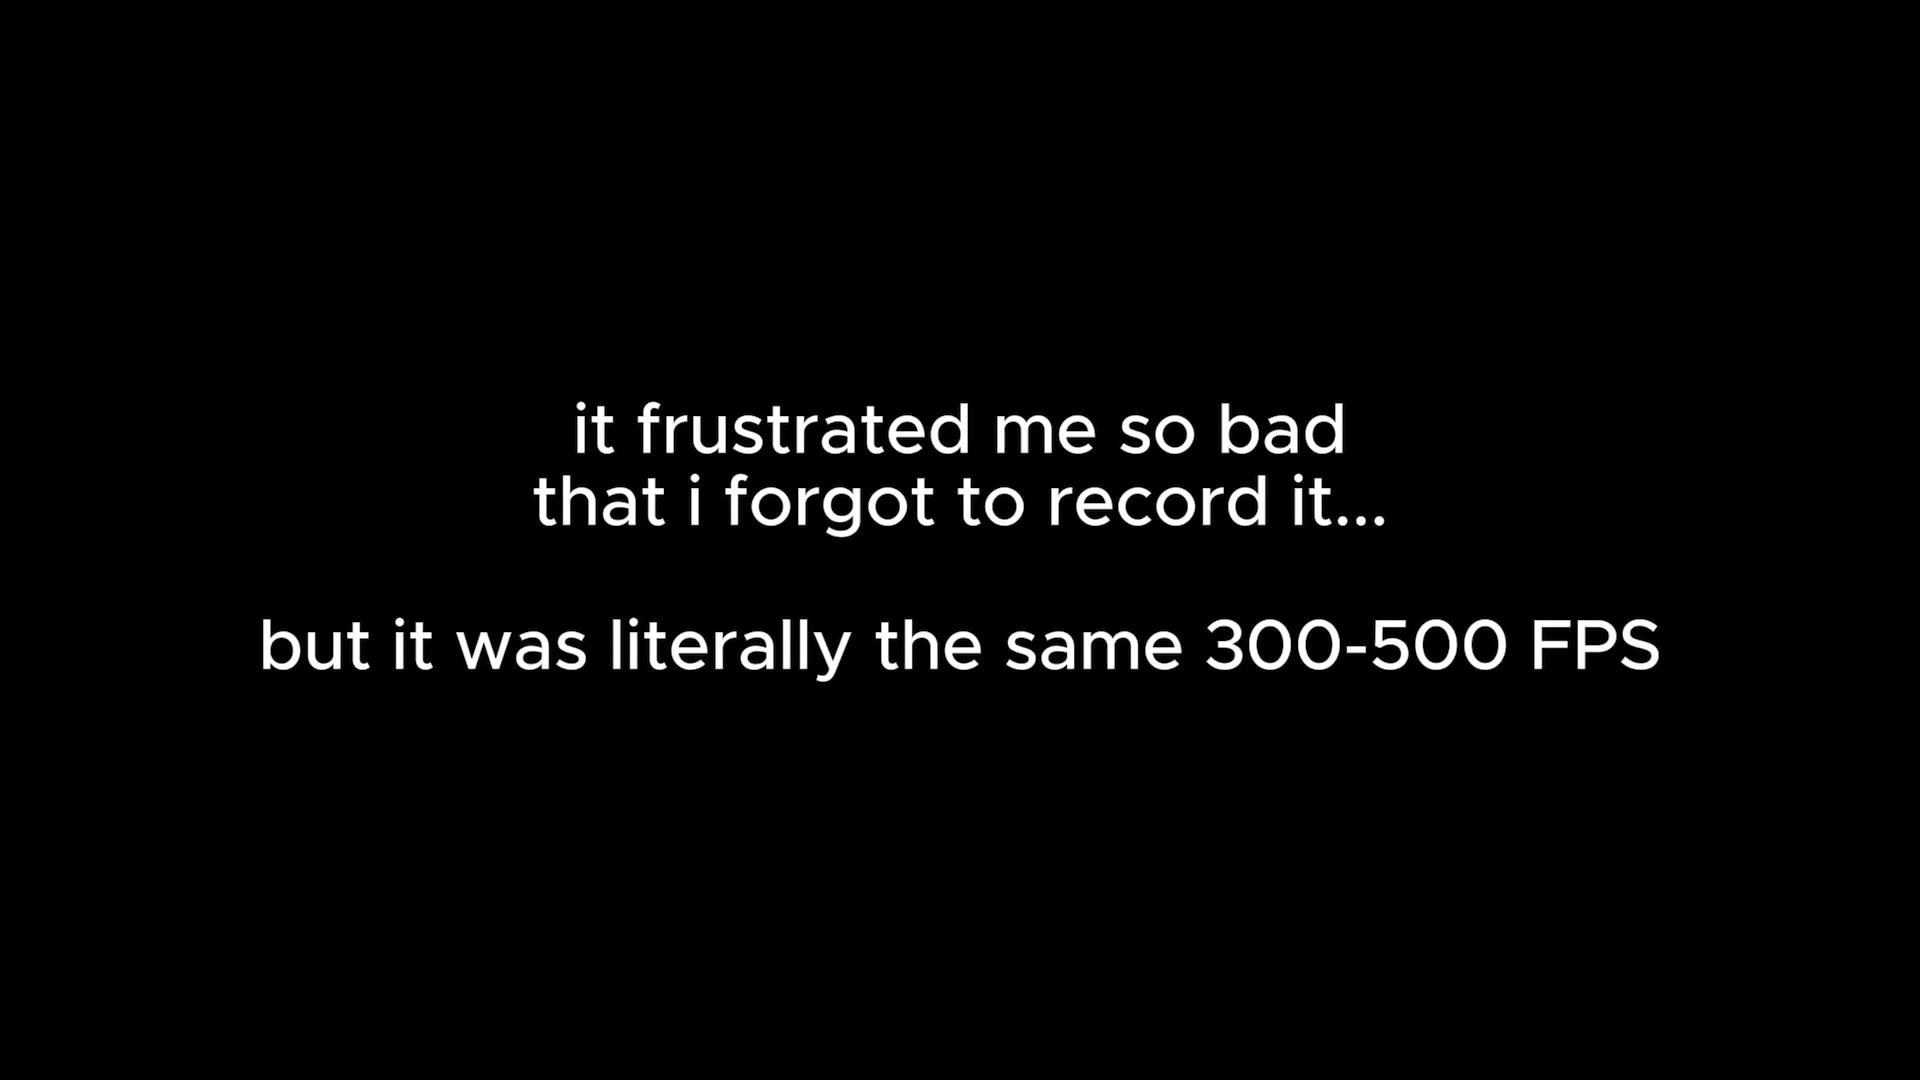 it frustrated me so bad
that i forgot to record it...
but it was literally the same 300-500 FPS